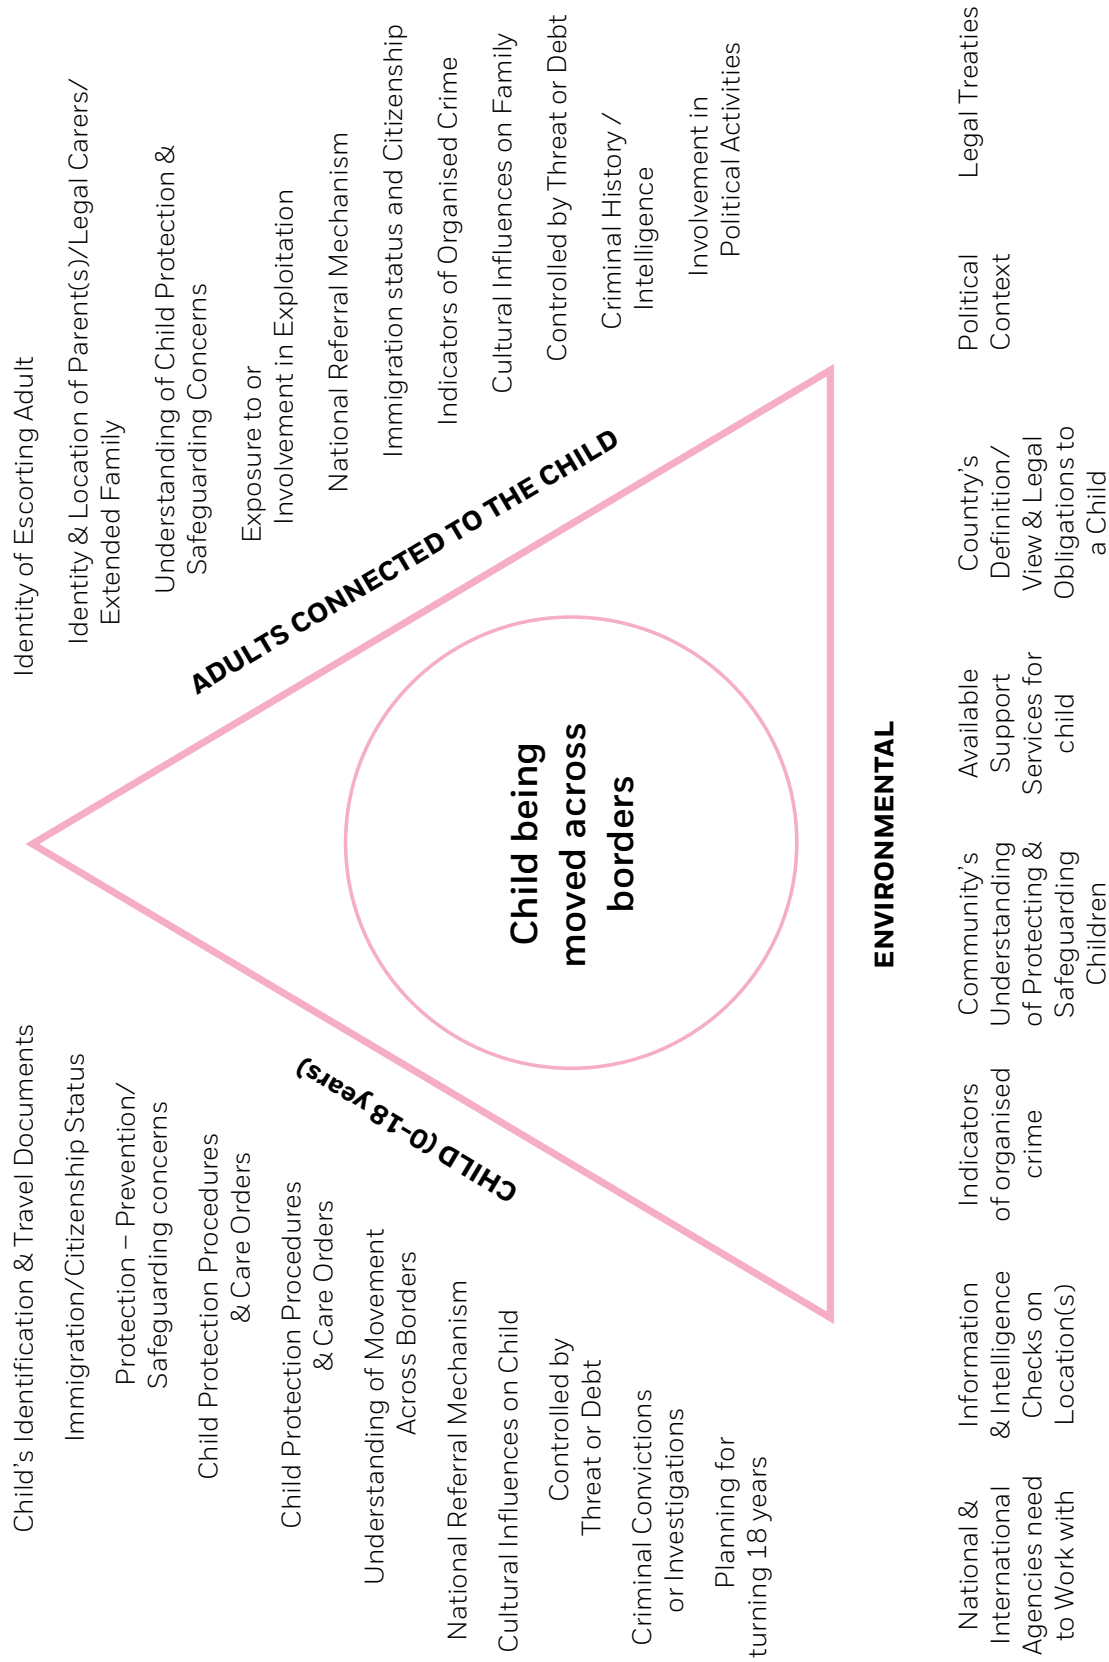 Child's Identification & Travel Documents
Immigration/Citizenship Status
Protection – Prevention/
Safeguarding concerns
Child Protection Procedures
& Care Orders
Child Protection Procedures
& Care Orders
Understanding of Movement
Across Borders
National Referral Mechanism
Cultural Influences on Child
Controlled by
Threat or Debt
Criminal Convictions
or Investigations
Planning for
turning 18 years
CHILD (0–18 years)
Child being
moved across
borders
ADULTS CONNECTED TO THE CHILD
Identity of Escorting Adult
Identity & Location of Parent(s)/Legal Carers/
Extended Family
Understanding of Child Protection &
Safeguarding Concerns
Exposure to or
Involvement in Exploitation
National Referral Mechanism
Immigration status and Citizenship
Indicators of Organised Crime
Cultural Influences on Family
Controlled by Threat or Debt
Criminal History /
Intelligence
Involvement in
Political Activities
ENVIRONMENTAL
National &
International
Agencies need
to Work with
Information
& Intelligence
Checks on
Location(s)
Indicators
of organised
crime
Community's
Understanding
of Protecting &
Safeguarding
Children
Available
Support
Services for
child
Country's
Definition/
View & Legal
Obligations to
a Child
Political
Context
Legal Treaties